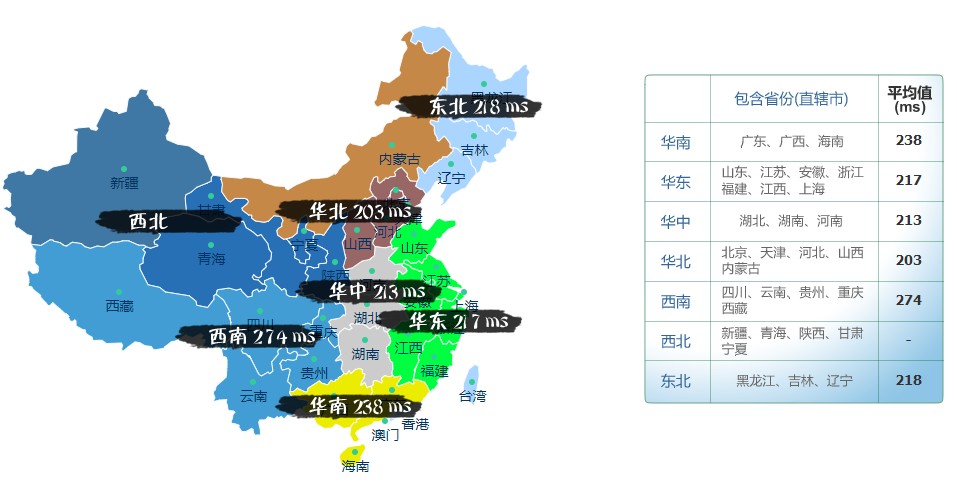 黑龙江
东北 218 ms
吉林
内蒙古
辽宁
新疆
甘肃
华北 203 ms
西北
宁夏
山西
河北
山东
青海
陕西
江苏
华中 213 ms
安徽
上海
西藏
湖北
华东 217 ms
四川
重庆
西南 274 ms
湖南
江西
贵州
福建
云南
台湾
华南 238 ms
香港
澳门
海南
包含省份(直辖市)
平均值
(ms)
华南
广东、广西、海南
238
华东
山东、江苏、安徽、浙江
福建、江西、上海
217
华中
湖北、湖南、河南
213
华北
北京、天津、河北、山西
内蒙古
203
西南
四川、云南、贵州、重庆
西藏
274
西北
新疆、青海、陕西、甘肃
宁夏
-
东北
黑龙江、吉林、辽宁
218